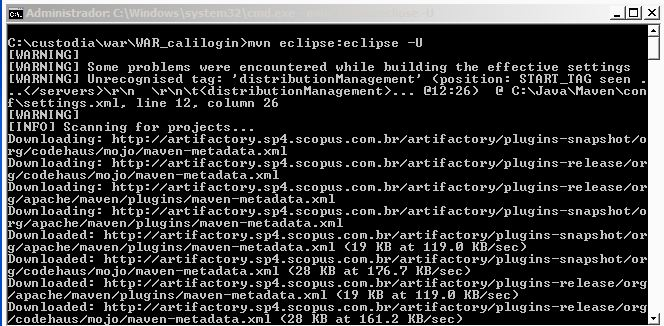 Administrador: C:\Windows\system32\cmd.exe
C:\custodia\war\WAR_calilogin>mvn eclipse:eclipse -U
[WARNING]
[WARNING] Some problems were encountered while building the effective settings
[WARNING] Unrecognised tag: 'distributionManagement' (position: START_TAG seen .
..</servers>\r\n  \r\n\t<distributionManagement>... @12:26)  @ C:\Java\Maven\con
f\settings.xml, line 12, column 26
[WARNING]
[INFO] Scanning for projects...
Downloading: http://artifactory.sp4.scopus.com.br/artifactory/plugins-snapshot/o
rg/codehaus/mojo/maven-metadata.xml
Downloading: http://artifactory.sp4.scopus.com.br/artifactory/plugins-release/or
g/codehaus/mojo/maven-metadata.xml
Downloading: http://artifactory.sp4.scopus.com.br/artifactory/plugins-release/or
g/apache/maven/plugins/maven-metadata.xml
Downloading: http://artifactory.sp4.scopus.com.br/artifactory/plugins-snapshot/o
rg/apache/maven/plugins/maven-metadata.xml
Downloaded: http://artifactory.sp4.scopus.com.br/artifactory/plugins-snapshot/or
g/apache/maven/plugins/maven-metadata.xml (19 KB at 119.0 KB/sec)
Downloaded: http://artifactory.sp4.scopus.com.br/artifactory/plugins-snapshot/or
g/codehaus/mojo/maven-metadata.xml (28 KB at 176.7 KB/sec)
Downloaded: http://artifactory.sp4.scopus.com.br/artifactory/plugins-release/org
/apache/maven/plugins/maven-metadata.xml (19 KB at 119.0 KB/sec)
Downloaded: http://artifactory.sp4.scopus.com.br/artifactory/plugins-release/org
/codehaus/mojo/maven-metadata.xml (28 KB at 161.2 KB/sec)